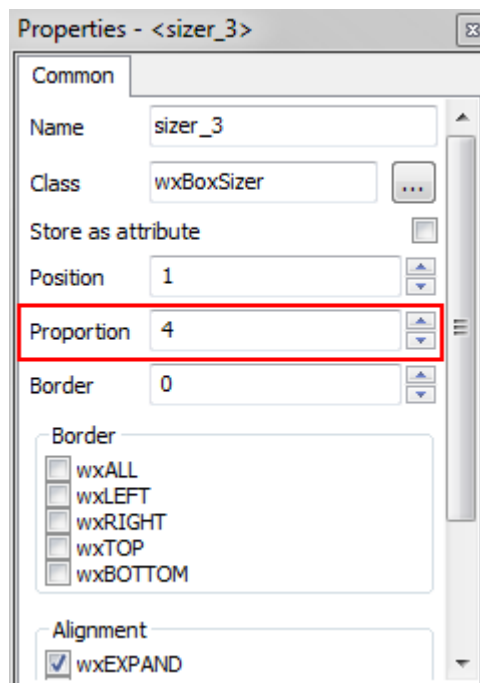 Properties - <sizer_3>
Common
Name sizer_3
Class wxBoxSizer ...
Store as attribute
Position 1
Proportion 4
Border 0
Border
wxALL
wxLEFT
wxRIGHT
wxTOP
wxBOTTOM
Alignment
wxEXPAND